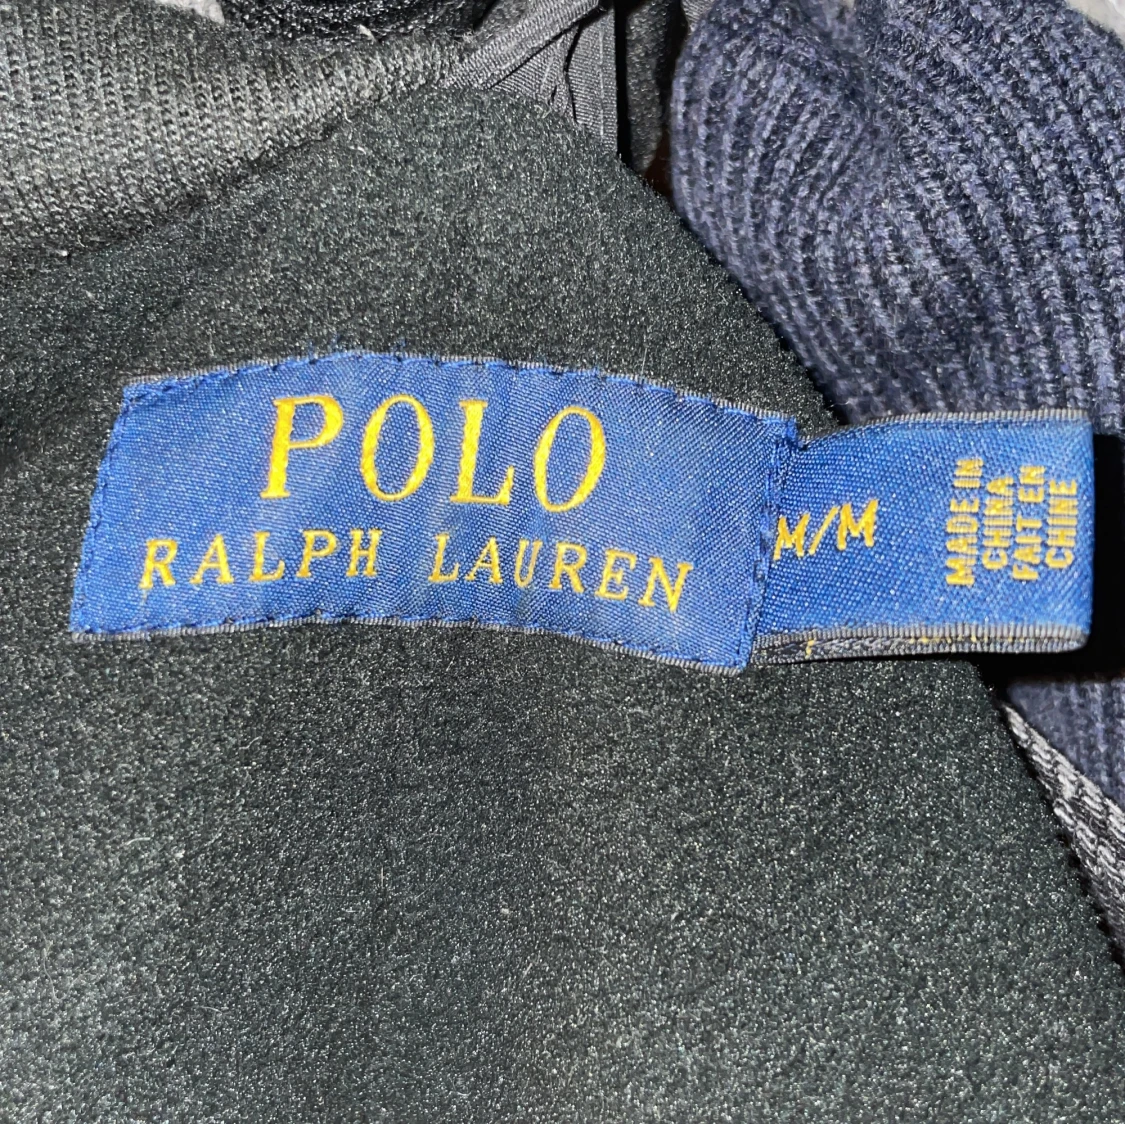 POLO
RALPH LAUREN
M/M
MADE IN
CHINA
FAIT EN
CHINE